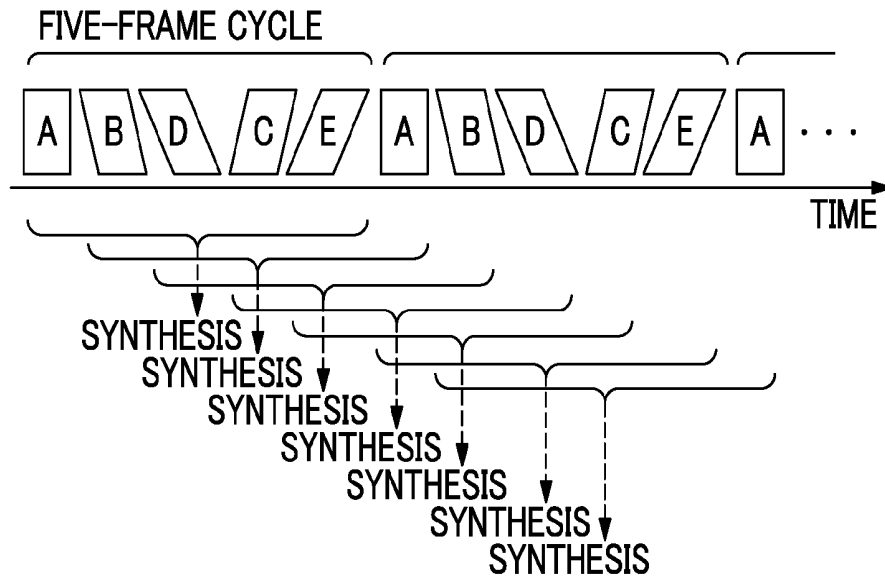 FIVE-FRAME CYCLE
A B D C E A B D C E A ...
TIME
SYNTHESIS
SYNTHESIS
SYNTHESIS
SYNTHESIS
SYNTHESIS
SYNTHESIS
SYNTHESIS